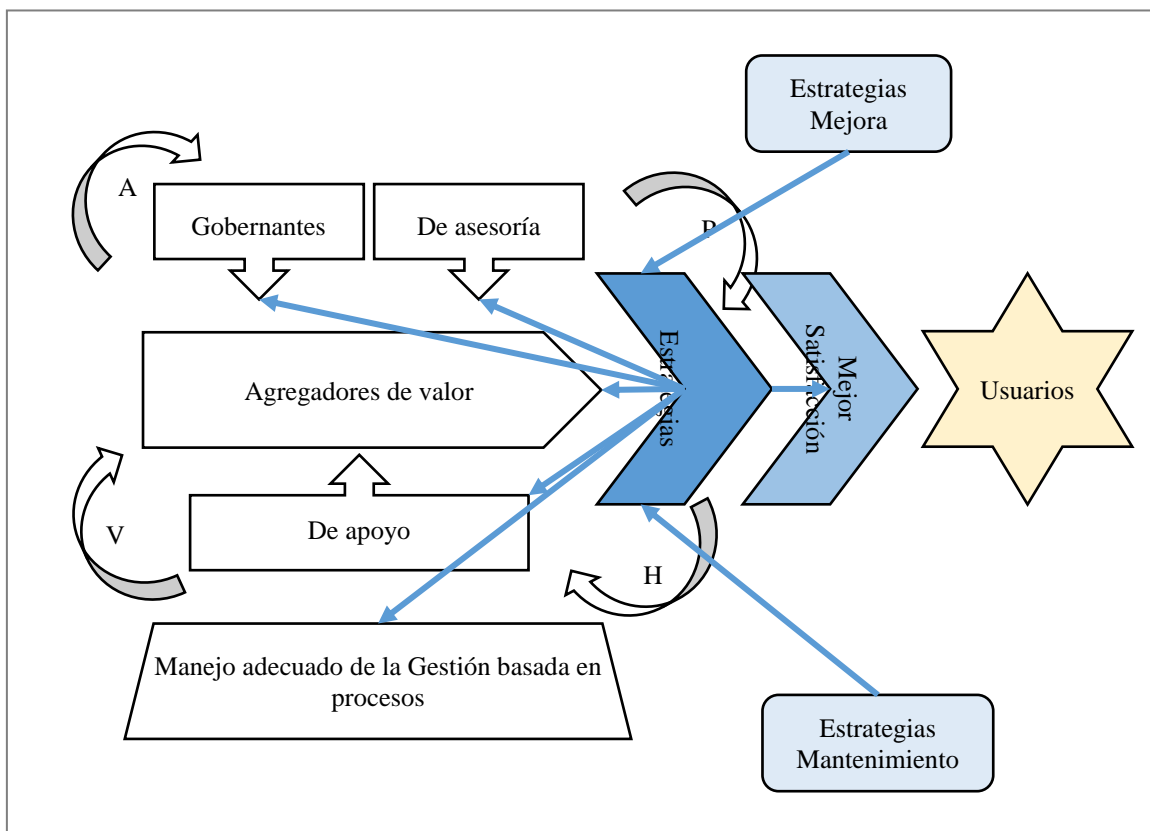 Estrategias
Mejora
A
P
Gobernantes
De asesoría
Agregadores de valor
Estrategias
Mejor
Satisfacción
Usuarios
V
De apoyo
H
Manejo adecuado de la Gestión basada en
procesos
Estrategias
Mantenimiento